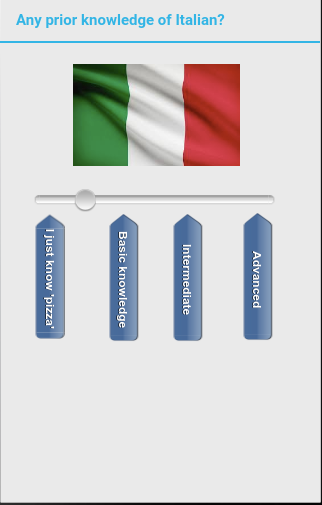 Any prior knowledge of Italian?
I just know 'pizza'
Basic knowledge
Intermediate
Advanced